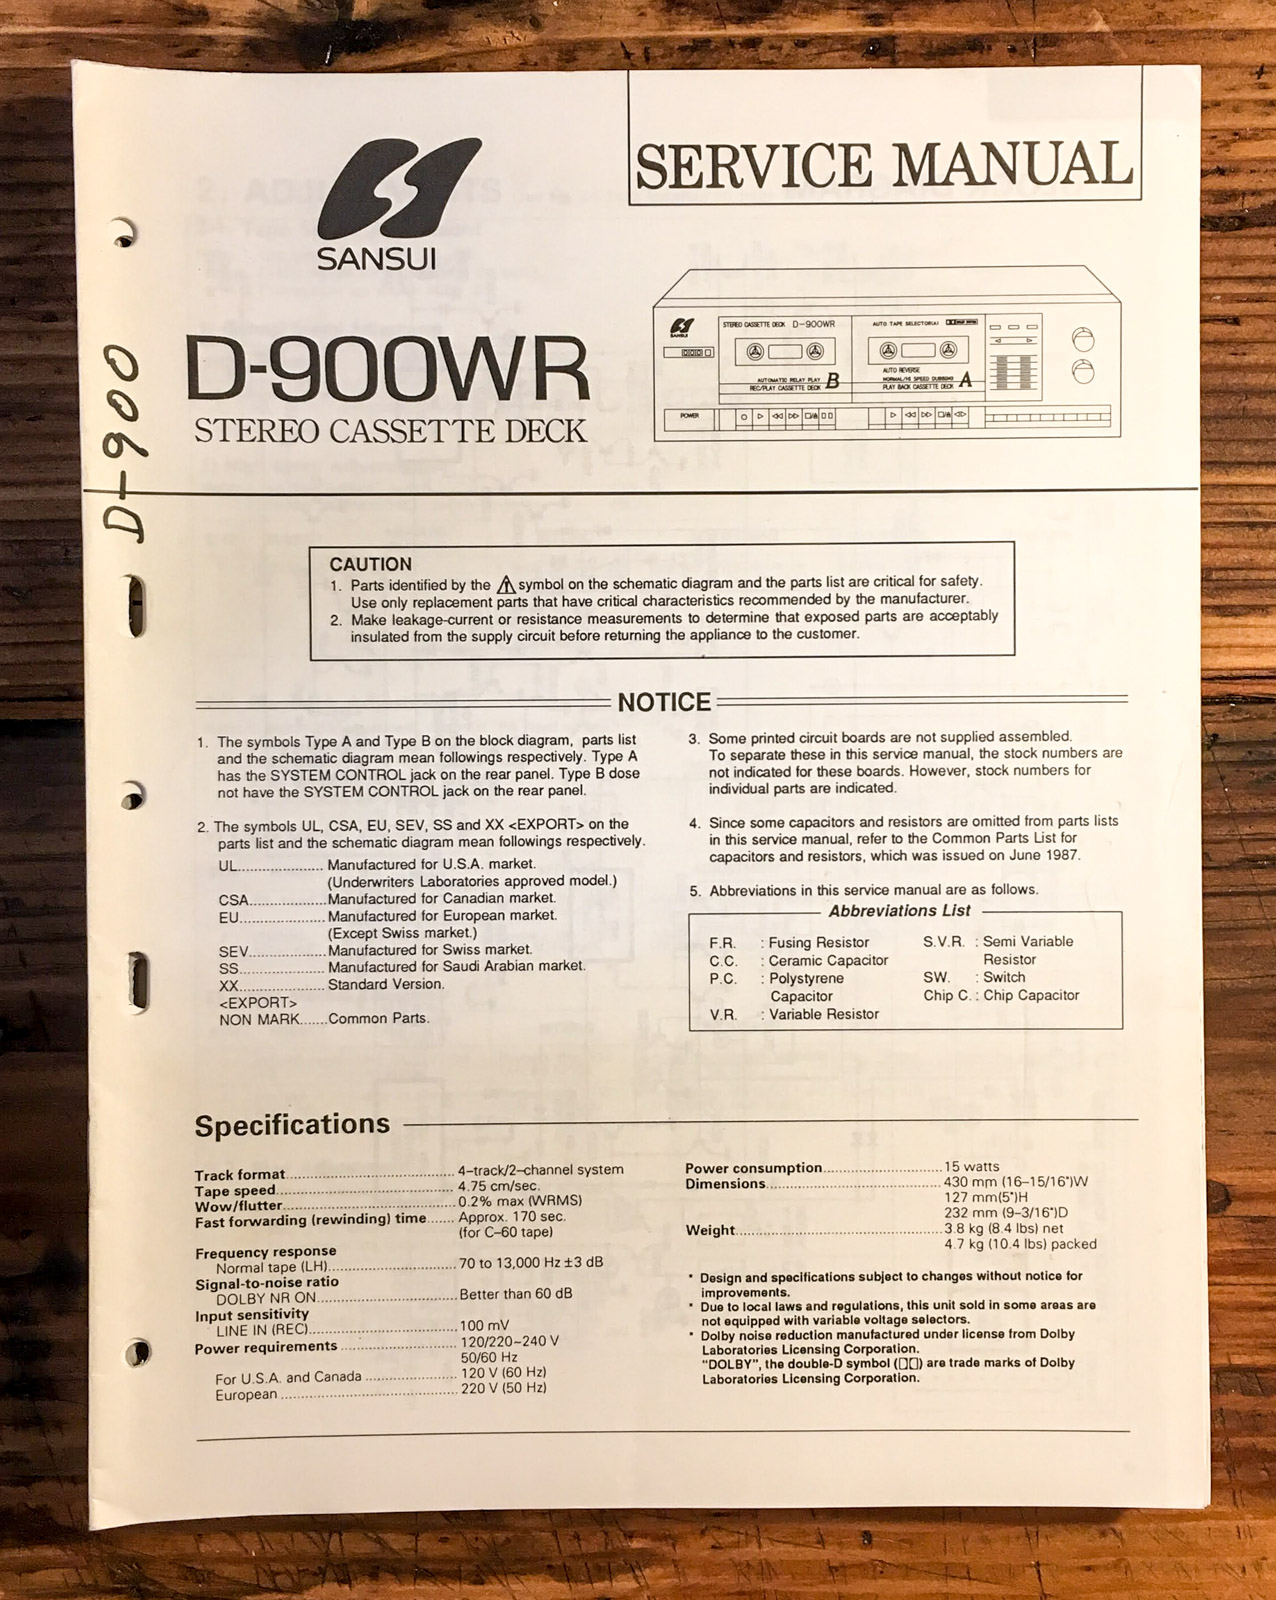 SERVICE MANUAL
SANSUI
D-900WR
STEREO CASSETTE DECK
D-900
SANSUI
STEREO CASSETTE DECK D-900WR
AUTO TAPE SELECTOR(A)
AUTOMATIC RELAY PLAY
REC/PLAY CASSETTE DECK B
AUTO REVERSE
NORMAL/HI SPEED DUBBING
PLAY BACK CASSETTE DECK A
POWER
CAUTION
1. Parts identified by the ⚠ symbol on the schematic diagram and the parts list are critical for safety.
Use only replacement parts that have critical characteristics recommended by the manufacturer.
2. Make leakage-current or resistance measurements to determine that exposed parts are acceptably
insulated from the supply circuit before returning the appliance to the customer.
NOTICE
1. The symbols Type A and Type B on the block diagram, parts list
and the schematic diagram mean followings respectively. Type A
has the SYSTEM CONTROL jack on the rear panel. Type B dose
not have the SYSTEM CONTROL jack on the rear panel.
2. The symbols UL, CSA, EU, SEV, SS and XX <EXPORT> on the
parts list and the schematic diagram mean followings respectively.
UL..................... Manufactured for U.S.A. market.
(Underwriters Laboratories approved model.)
CSA................... Manufactured for Canadian market.
EU..................... Manufactured for European market.
(Except Swiss market.)
SEV................... Manufactured for Swiss market.
SS..................... Manufactured for Saudi Arabian market.
XX..................... Standard Version.
<EXPORT>
NON MARK....... Common Parts.
3. Some printed circuit boards are not supplied assembled.
To separate these in this service manual, the stock numbers are
not indicated for these boards. However, stock numbers for
individual parts are indicated.
4. Since some capacitors and resistors are omitted from parts lists
in this service manual, refer to the Common Parts List for
capacitors and resistors, which was issued on June 1987.
5. Abbreviations in this service manual are as follows.
Abbreviations List
F.R. : Fusing Resistor
C.C. : Ceramic Capacitor
P.C. : Polystyrene
Capacitor
V.R. : Variable Resistor
S.V.R. : Semi Variable
Resistor
SW. : Switch
Chip C. : Chip Capacitor
Specifications
Track format.......................................... 4-track/2-channel system
Tape speed............................................ 4.75 cm/sec.
Wow/flutter........................................... 0.2% max (WRMS)
Fast forwarding (rewinding) time....... Approx. 170 sec.
(for C-60 tape)
Frequency response
Normal tape (LH)................................ 70 to 13,000 Hz ±3 dB
Signal-to-noise ratio
DOLBY NR ON................................... Better than 60 dB
Input sensitivity
LINE IN (REC)..................................... 100 mV
Power requirements ............................. 120/220~240 V
50/60 Hz
For U.S.A. and Canada ....................... 120 V (60 Hz)
European ............................................ 220 V (50 Hz)
Power consumption.............................. 15 watts
Dimensions............................................ 430 mm (16-15/16")W
127 mm(5")H
232 mm (9-3/16")D
Weight.................................................... 3.8 kg (8.4 lbs) net
4.7 kg (10.4 lbs) packed
* Design and specifications subject to changes without notice for
improvements.
* Due to local laws and regulations, this unit sold in some areas are
not equipped with variable voltage selectors.
* Dolby noise reduction manufactured under license from Dolby
Laboratories Licensing Corporation.
"DOLBY", the double-D symbol (▯▯) are trade marks of Dolby
Laboratories Licensing Corporation.